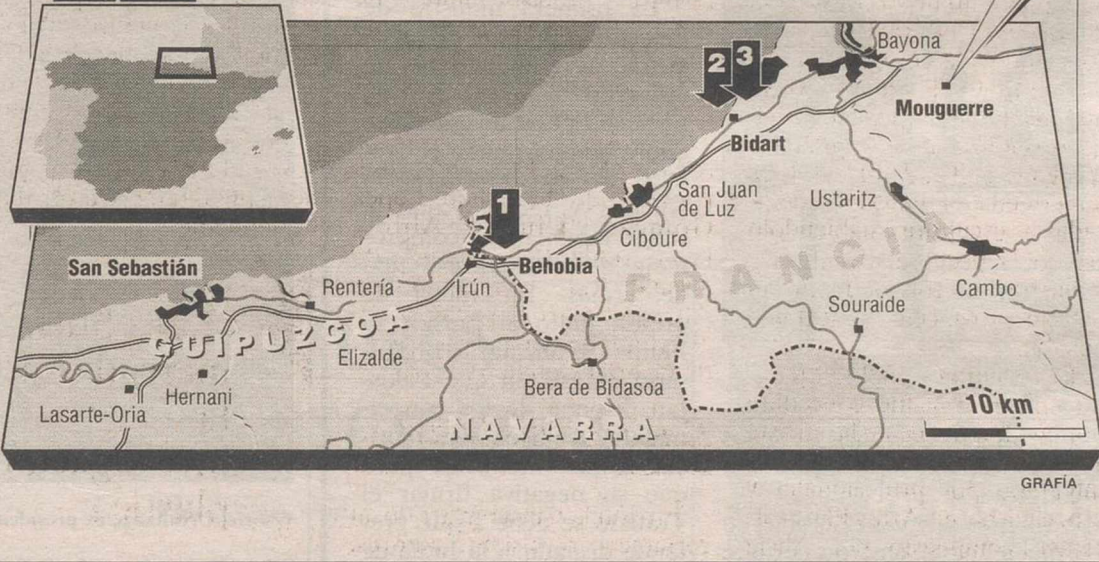 Bayona
2
3
Mouguerre
Bidart
San Juan
de Luz
Ustaritz
1
Ciboure
FRANCIA
San Sebastián
Behobia
Rentería
Irún
Cambo
Souraide
GUIPUZCOA
Elizalde
Bera de Bidasoa
Hernani
Lasarte-Oria
10 km
NAVARRA
GRAFÍA